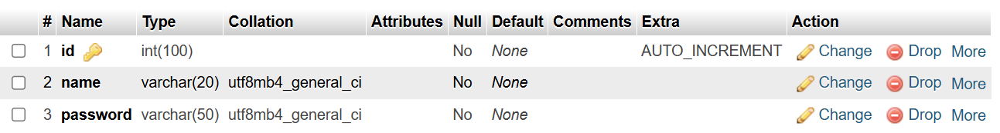 # Name Type Collation Attributes Null Default Comments Extra Action
1 id int(100) No None AUTO_INCREMENT Change Drop More
2 name varchar(20) utf8mb4_general_ci No None Change Drop More
3 password varchar(50) utf8mb4_general_ci No None Change Drop More